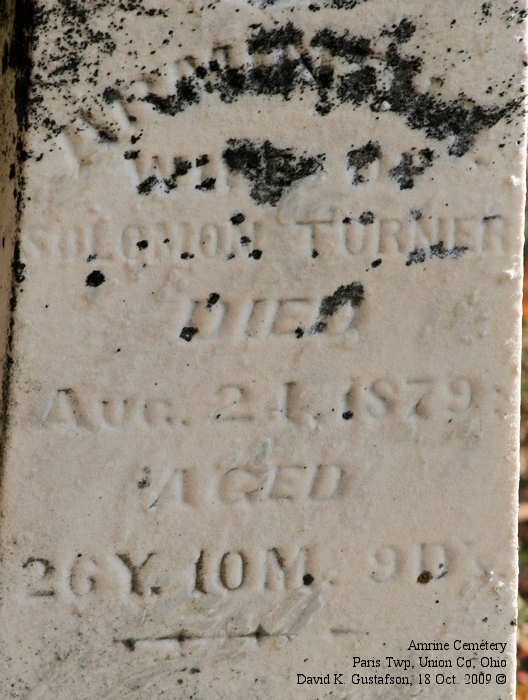 WIFE OF
SOLOMON TURNER
DIED
AUG. 24, 1879.
AGED
26Y. 10M. 9D'S.
Amrine Cemetery
Paris Twp, Union Co, Ohio
David K. Gustafson, 18 Oct. 2009 ©